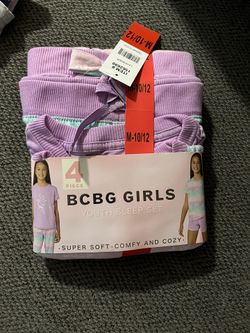 M-10/12
M-10/12
M-10/12
4
PIECE
BCBG GIRLS
YOUTH SLEEP SET
•SUPER SOFT•COMFY AND COZY•